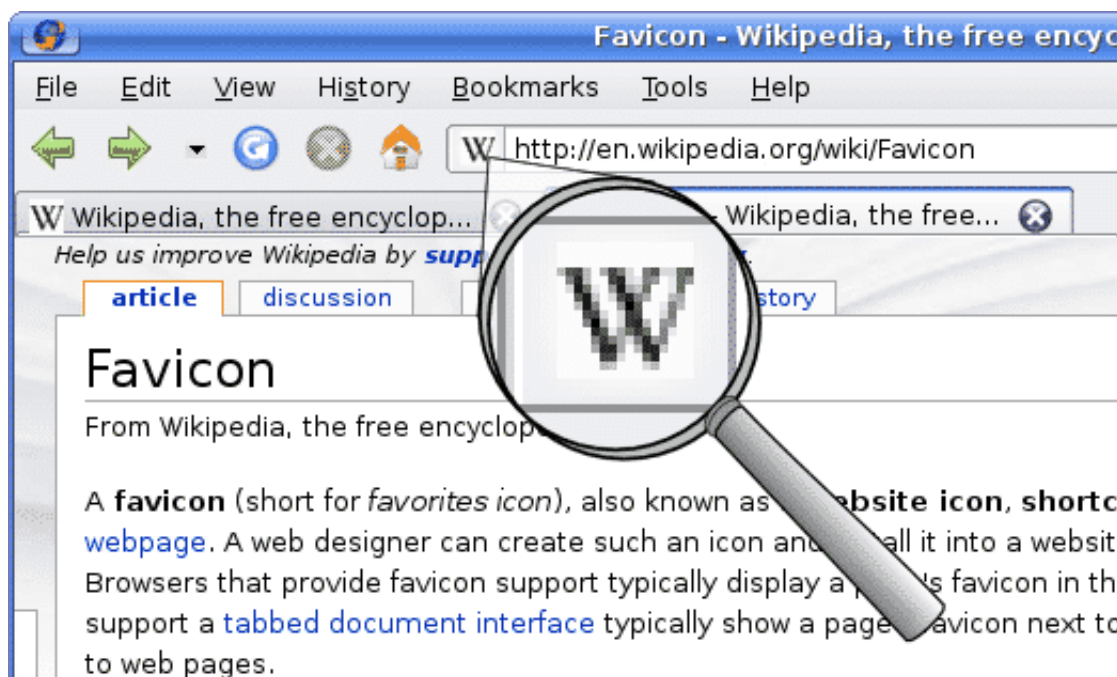 Favicon - Wikipedia, the free encyc
File Edit View History Bookmarks Tools Help
W http://en.wikipedia.org/wiki/Favicon
W Wikipedia, the free encyclop... - Wikipedia, the free...
Help us improve Wikipedia by supp
article discussion story
W
Favicon
From Wikipedia, the free encyclop
A favicon (short for favorites icon), also known as ebsite icon, shortc
webpage. A web designer can create such an icon and all it into a websit
Browsers that provide favicon support typically display a p 's favicon in th
support a tabbed document interface typically show a page favicon next to
to web pages.